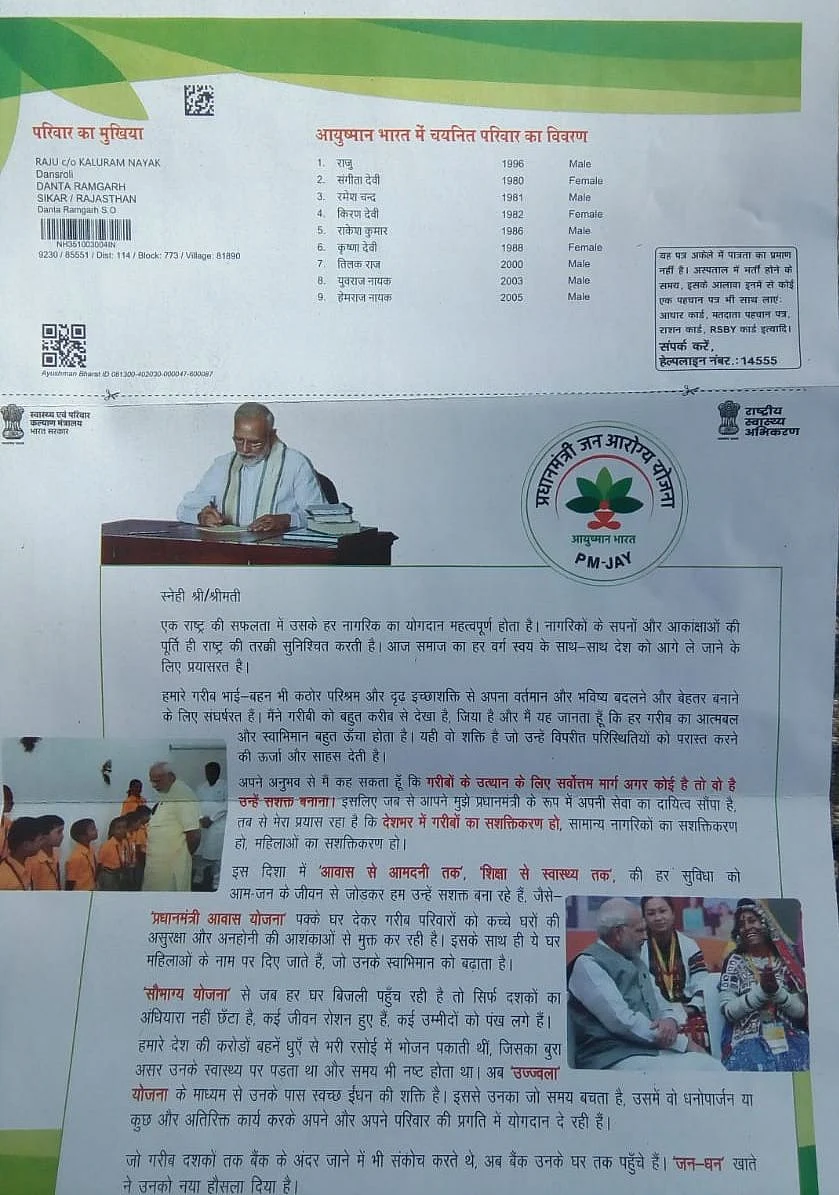 परिवार का मुखिया
RAJU c/o KALURAM NAYAK
Dansroli
DANTA RAMGARH
SIKAR / RAJASTHAN
Danta Ramgarh S.O
NH351003004IN
9230 / 85551 / Dist: 114 / Block: 773 / Village: 81890
Ayushman Bharat ID 081300-402030-000047-600087
आयुष्मान भारत में चयनित परिवार का विवरण
1. राजु 1996 Male
2. संगीता देवी 1980 Female
3. रमेश चन्द 1981 Male
4. किरण देवी 1982 Female
5. राकेश कुमार 1986 Male
6. कृष्णा देवी 1988 Female
7. तिलक राज 2000 Male
8. युवराज नायक 2003 Male
9. हेमराज नायक 2005 Male
यह पत्र अकेले में पात्रता का प्रमाण
नहीं है। अस्पताल में भर्ती होने के
समय, इसके अलावा इनमें से कोई
एक पहचान पत्र भी साथ लाएं:
आधार कार्ड, मतदाता पहचान पत्र,
राशन कार्ड, RSBY कार्ड इत्यादि।
संपर्क करें,
हेल्पलाइन नंबर.: 14555
स्वास्थ्य एवं परिवार
कल्याण मंत्रालय
भारत सरकार
प्रधानमंत्री जन आरोग्य योजना
आयुष्मान भारत
PM-JAY
राष्ट्रीय
स्वास्थ्य
अभिकरण
स्नेही श्री/श्रीमती
एक राष्ट्र की सफलता में उसके हर नागरिक का योगदान महत्वपूर्ण होता है। नागरिकों के सपनों और आकांक्षाओं की
पूर्ति ही राष्ट्र की तरक्की सुनिश्चित करती है। आज समाज का हर वर्ग स्वयं के साथ–साथ देश को आगे ले जाने के
लिए प्रयासरत है।
हमारे गरीब भाई–बहन भी कठोर परिश्रम और दृढ़ इच्छाशक्ति से अपना वर्तमान और भविष्य बदलने और बेहतर बनाने
के लिए संघर्षरत हैं। मैंने गरीबी को बहुत करीब से देखा है, जिया है और मैं यह जानता हूँ कि हर गरीब का आत्मबल
और स्वाभिमान बहुत ऊँचा होता है। यही वो शक्ति है जो उन्हें विपरीत परिस्थितियों को परास्त करने
की ऊर्जा और साहस देती है।
अपने अनुभव से मैं कह सकता हूँ कि गरीबों के उत्थान के लिए सर्वोत्तम मार्ग अगर कोई है तो वो है
उन्हें सशक्त बनाना। इसलिए जब से आपने मुझे प्रधानमंत्री के रूप में अपनी सेवा का दायित्व सौंपा है,
तब से मेरा प्रयास रहा है कि देशभर में गरीबों का सशक्तिकरण हो, सामान्य नागरिकों का सशक्तिकरण
हो, महिलाओं का सशक्तिकरण हो।
इस दिशा में 'आवास से आमदनी तक', 'शिक्षा से स्वास्थ्य तक', की हर सुविधा को
आम-जन के जीवन से जोड़कर हम उन्हें सशक्त बना रहे हैं, जैसे–
'प्रधानमंत्री आवास योजना' पक्के घर देकर गरीब परिवारों को कच्चे घरों की
असुरक्षा और अनहोनी की आशंकाओं से मुक्त कर रही है। इसके साथ ही ये घर
महिलाओं के नाम पर दिए जाते हैं, जो उनके स्वाभिमान को बढ़ाता है।
'सौभाग्य योजना' से जब हर घर बिजली पहुँच रही है तो सिर्फ दशकों का
अंधियारा नहीं छँटा है, कई जीवन रोशन हुए हैं, कई उम्मीदों को पंख लगे हैं।
हमारे देश की करोडों बहनें धुएँ से भरी रसोई में भोजन पकाती थीं, जिसका बुरा
असर उनके स्वास्थ्य पर पड़ता था और समय भी नष्ट होता था। अब 'उज्ज्वला'
योजना के माध्यम से उनके पास स्वच्छ ईंधन की शक्ति है। इससे उनका जो समय बचता है, उसमें वो धनोपार्जन या
कुछ और अतिरिक्त कार्य करके अपने और अपने परिवार की प्रगति में योगदान दे रही हैं।
जो गरीब दशकों तक बैंक के अंदर जाने में भी संकोच करते थे, अब बैंक उनके घर तक पहुँचे हैं। 'जन–धन' खाते
ने उनको नया हौसला दिया है।